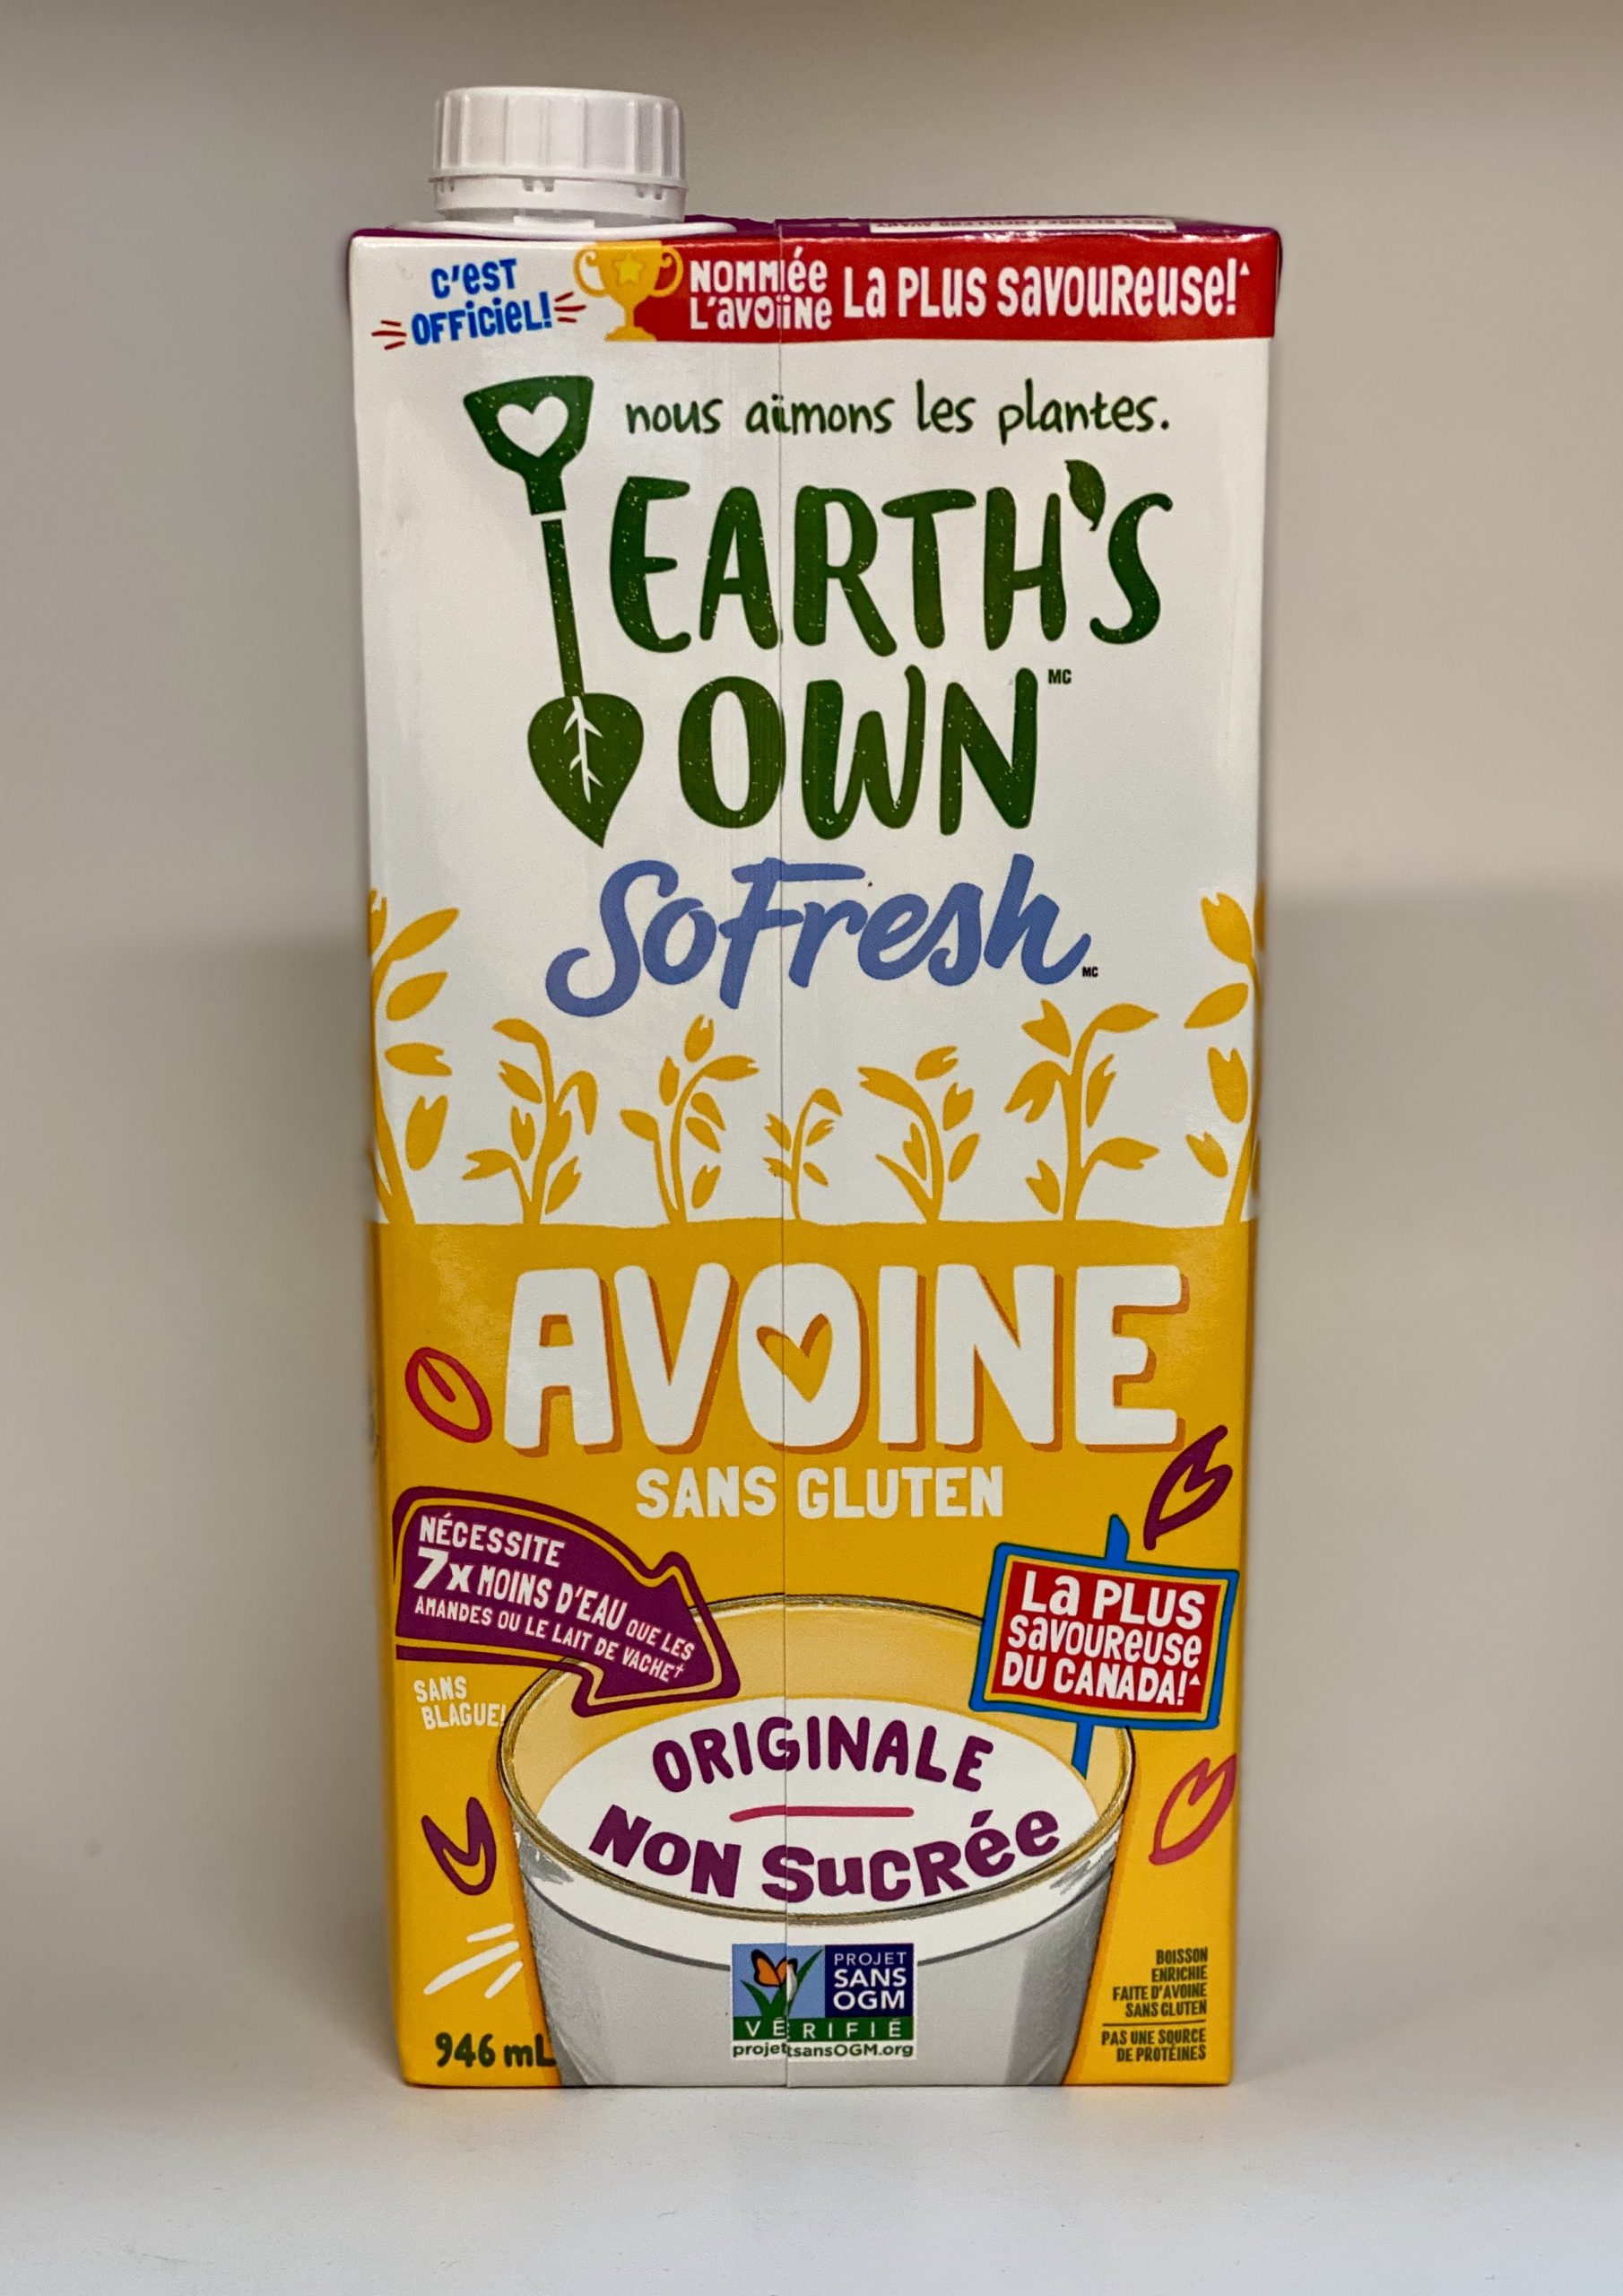 C'EST
OFFICIEL!
NOMMÉE
L'AVOINE
LA PLUS SAVOUREUSE!^
nous aimons les plantes.
EARTH'S
OWN MC
SoFresh MC
AVOINE
SANS GLUTEN
NÉCESSITE
7x MOINS D'EAU QUE LES
AMANDES OU LE LAIT DE VACHE†
SANS
BLAGUE!
LA PLUS
SAVOUREUSE
DU CANADA!^
ORIGINALE
NON SUCRÉE
PROJET
SANS
OGM
VÉRIFIÉ
projetsansOGM.org
946 mL
BOISSON
ENRICHIE
FAITE D'AVOINE
SANS GLUTEN
PAS UNE SOURCE
DE PROTÉINES